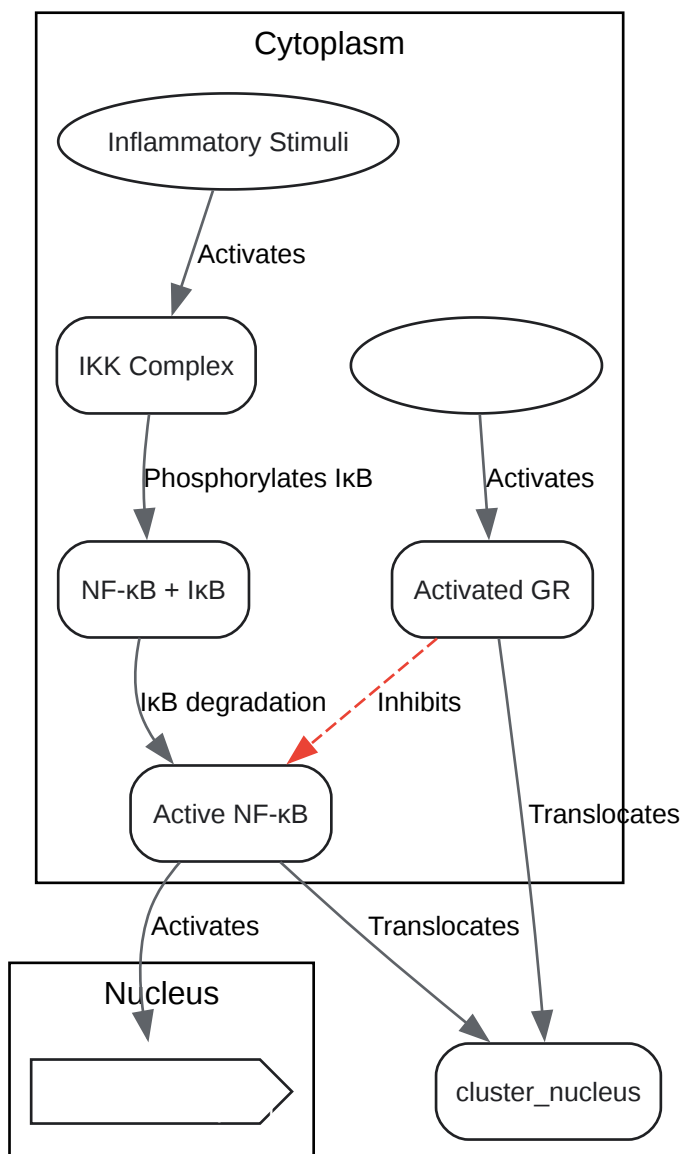 Cytoplasm
Inflammatory Stimuli
Activates
IKK Complex
Phosphorylates IκB
Activates
NF-κB + IκB
Activated GR
IκB degradation
Inhibits
Active NF-κB
Translocates
Activates
Translocates
Nucleus
cluster_nucleus